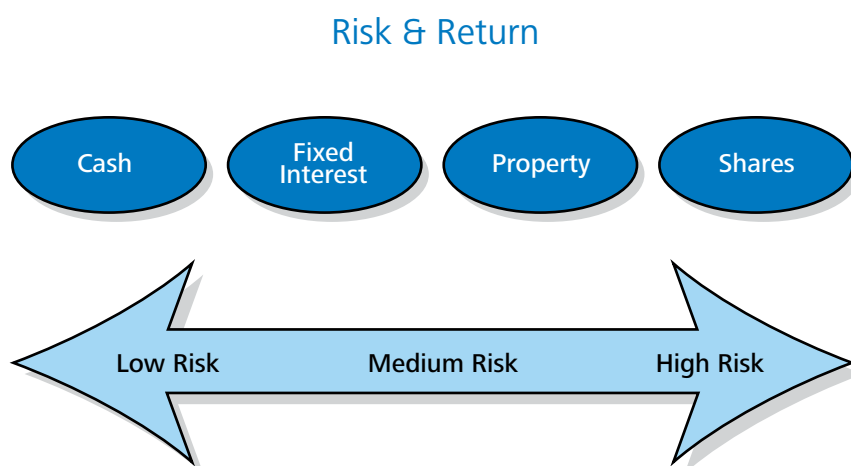 Risk & Return
Cash
Fixed
Interest
Property
Shares
Low Risk
Medium Risk
High Risk